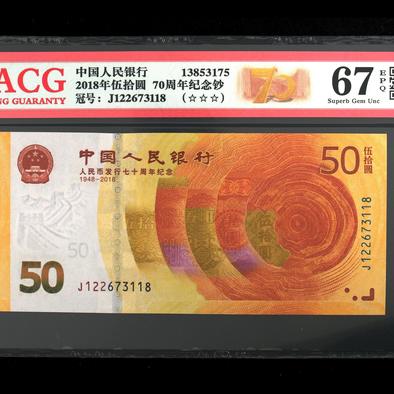 ACG
NG GUARANTY
中国人民银行 13853175
2018年伍拾圆 70周年纪念钞
冠号：J122673118 （☆☆☆）
70
67 EPQ
Superb Gem Unc
中国人民银行
人民币发行七十周年纪念
1948-2018
50 伍拾圆
50
50 J122673118
J122673118